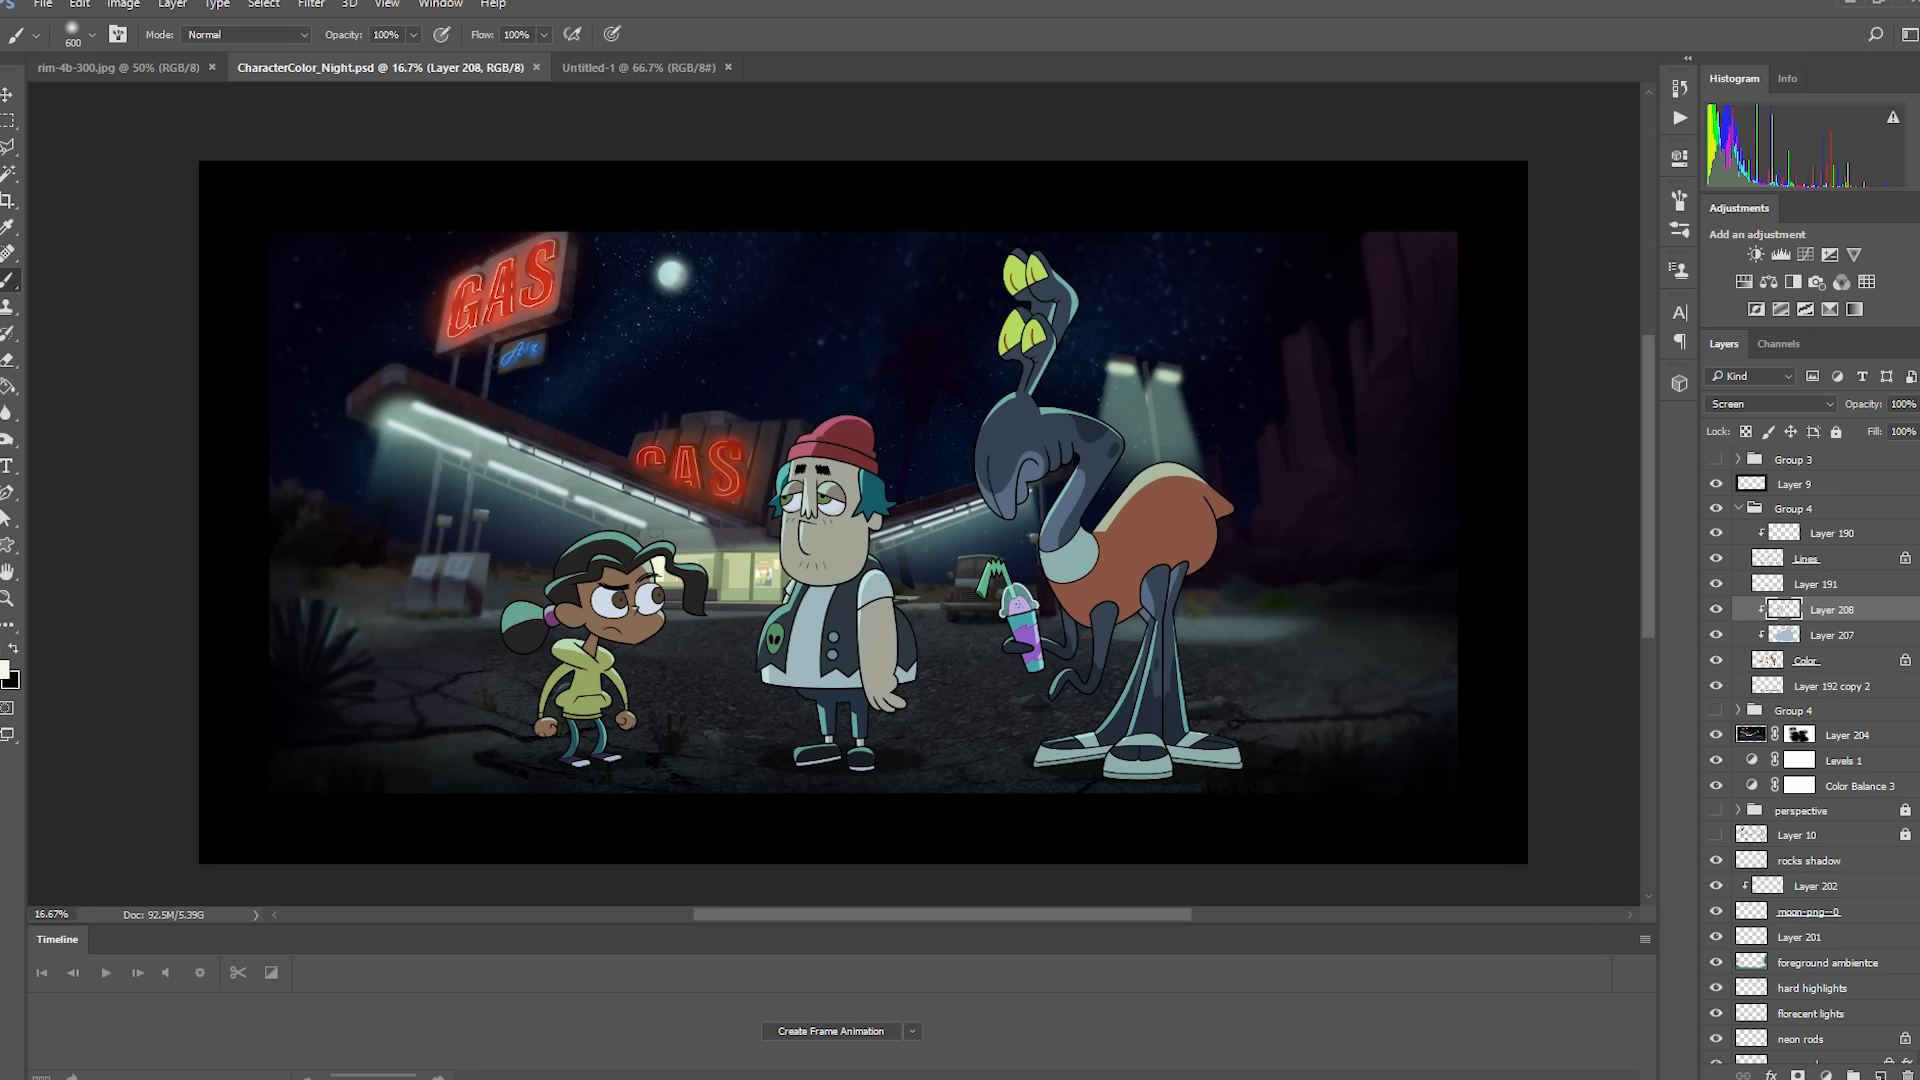 File Edit Image Layer Type Select Filter 3D View Window Help
600 Mode: Normal Opacity: 100% Flow: 100%
rim-4b-300.jpg @ 50% (RGB/8) × CharacterColor_Night.psd @ 16.7% (Layer 208, RGB/8) × Untitled-1 @ 66.7% (RGB/8#) ×
Histogram Info
Adjustments
Add an adjustment
Layers Channels
Kind
Screen Opacity: 100%
Lock: Fill: 100%
Group 3
Layer 9
Group 4
Layer 190
Lines
Layer 191
Layer 208
Layer 207
Color
Layer 192 copy 2
Group 4
Layer 204
Levels 1
Color Balance 3
perspective
Layer 10
rocks shadow
Layer 202
moon-png--0
Layer 201
foreground ambientce
hard highlights
florecent lights
neon rods
GAS
Air
GAS
16.67% Doc: 92.5M/5.39G
Timeline
Create Frame Animation